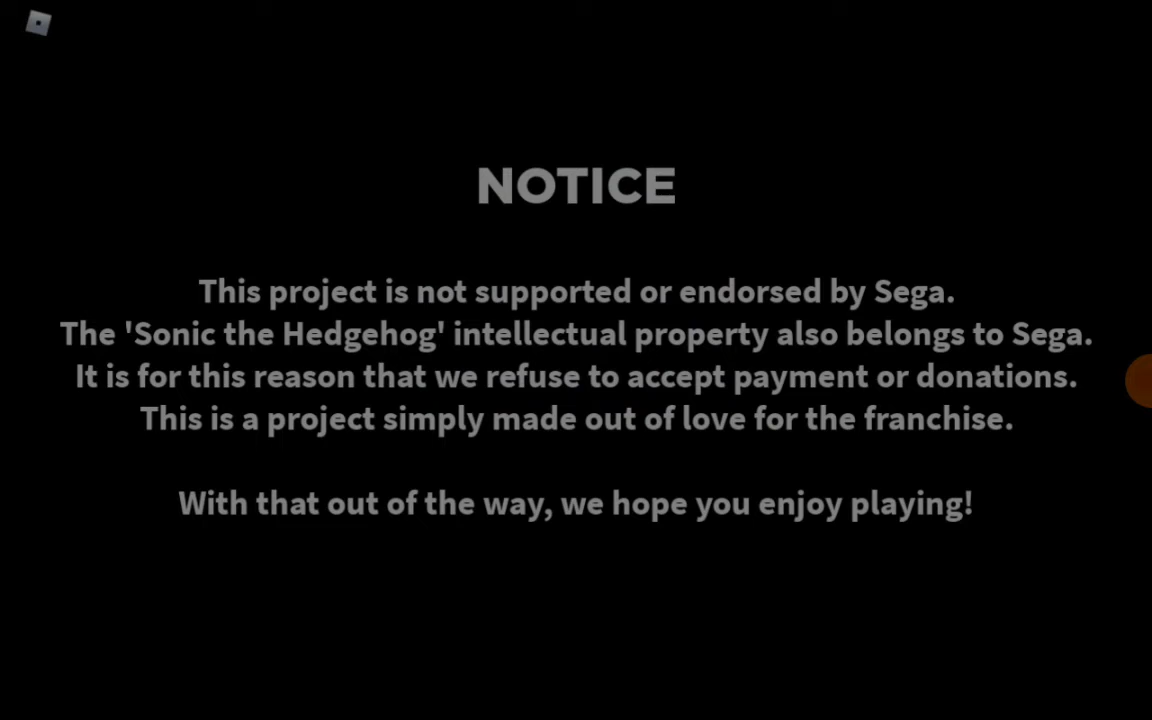 NOTICE
This project is not supported or endorsed by Sega.
The 'Sonic the Hedgehog' intellectual property also belongs to Sega.
It is for this reason that we refuse to accept payment or donations.
This is a project simply made out of love for the franchise.
With that out of the way, we hope you enjoy playing!